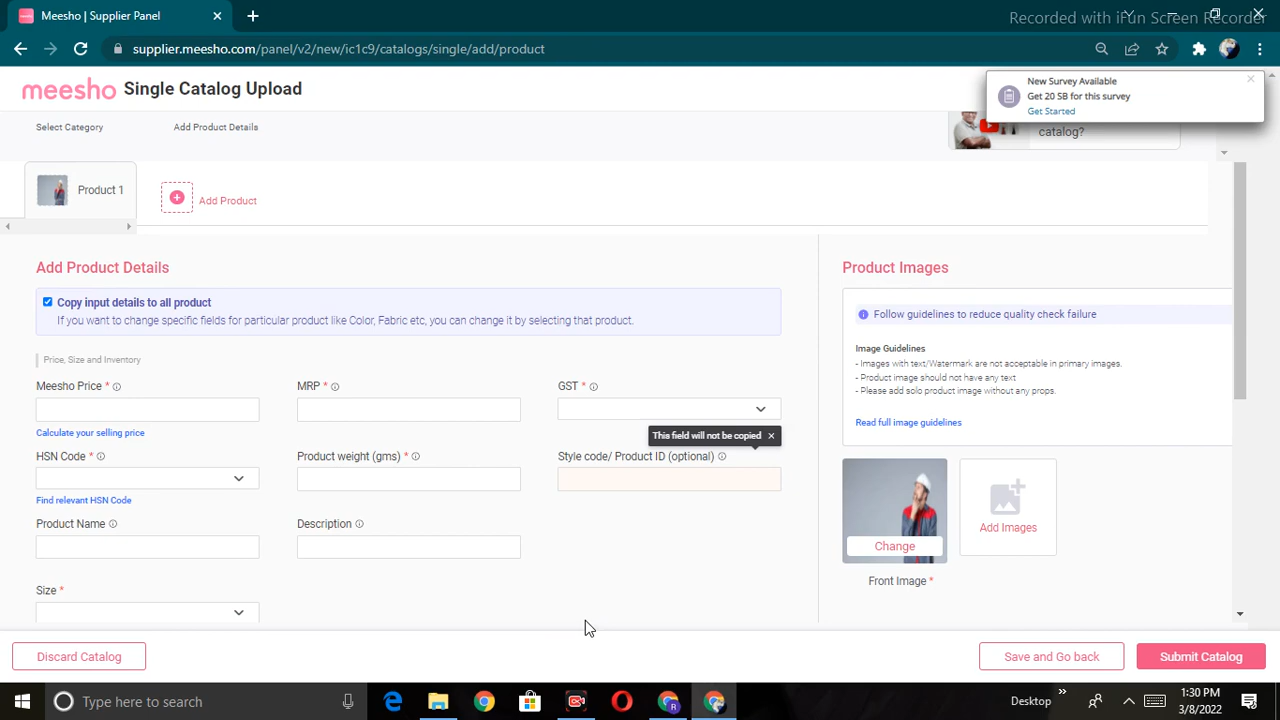 Meesho | Supplier Panel
Recorded with iFun Screen Recorder
supplier.meesho.com/panel/v2/new/ic1c9/catalogs/single/add/product
meesho Single Catalog Upload
New Survey Available
Get 20 SB for this survey
Get Started
Select Category
Add Product Details
catalog?
Product 1
Add Product
Add Product Details
Product Images
Copy input details to all product
If you want to change specific fields for particular product like Color, Fabric etc, you can change it by selecting that product.
Follow guidelines to reduce quality check failure
Image Guidelines
- Images with text/Watermark are not acceptable in primary images.
- Product image should not have any text
- Please add solo product image without any props.
Read full image guidelines
Price, Size and Inventory
Meesho Price *
MRP *
GST *
Calculate your selling price
This field will not be copied
HSN Code *
Product weight (gms) *
Style code/ Product ID (optional)
Find relevant HSN Code
Product Name
Description
Size *
Change
Add Images
Front Image *
Discard Catalog
Save and Go back
Submit Catalog
Type here to search
Desktop
1:30 PM
3/8/2022